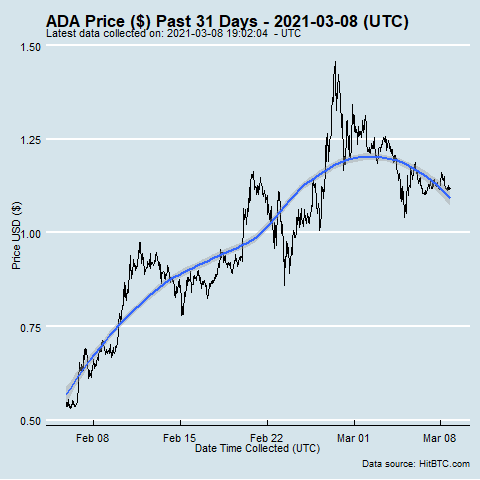 ADA Price ($) Past 31 Days - 2021-03-08 (UTC)
Latest data collected on: 2021-03-08 19:02:04 - UTC
1.50
1.25
1.00
0.75
0.50
Price USD ($)
Feb 08 Feb 15 Feb 22 Mar 01 Mar 08
Date Time Collected (UTC)
Data source: HitBTC.com